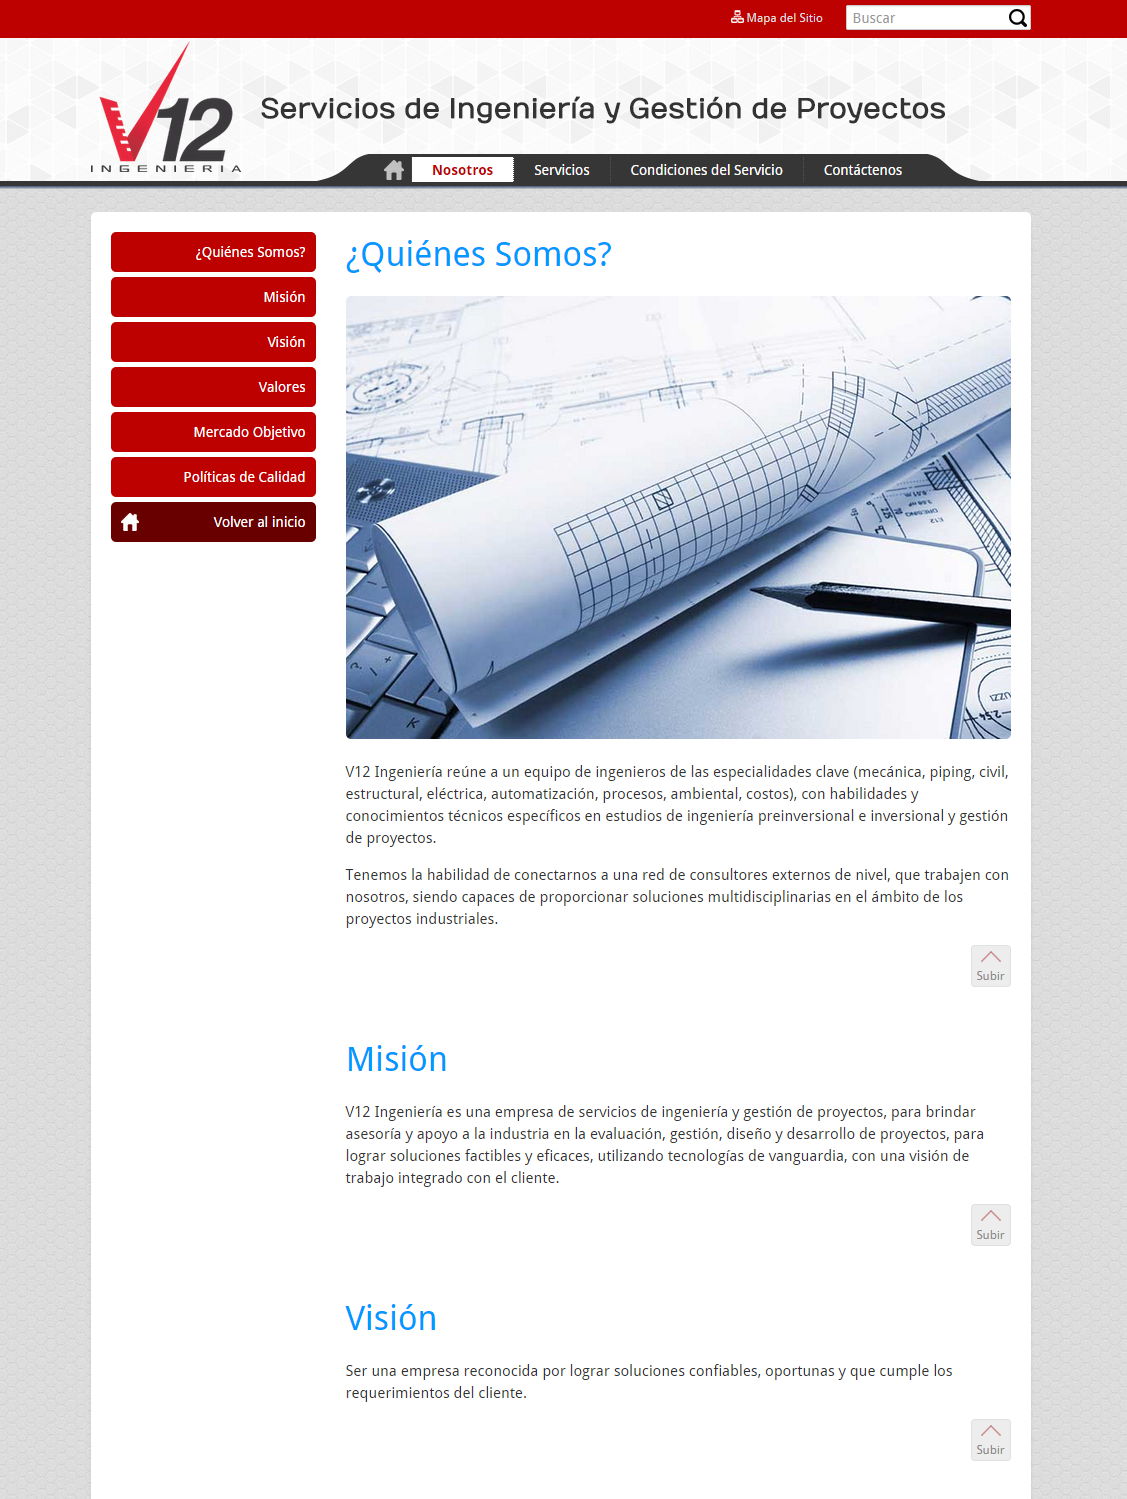 Mapa del Sitio
Buscar
V12
INGENIERIA
Servicios de Ingeniería y Gestión de Proyectos
Nosotros
Servicios
Condiciones del Servicio
Contáctenos
¿Quiénes Somos?
Misión
Visión
Valores
Mercado Objetivo
Políticas de Calidad
Volver al inicio
¿Quiénes Somos?
V12 Ingeniería reúne a un equipo de ingenieros de las especialidades clave (mecánica, piping, civil,
estructural, eléctrica, automatización, procesos, ambiental, costos), con habilidades y
conocimientos técnicos específicos en estudios de ingeniería preinversional e inversional y gestión
de proyectos.
Tenemos la habilidad de conectarnos a una red de consultores externos de nivel, que trabajen con
nosotros, siendo capaces de proporcionar soluciones multidisciplinarias en el ámbito de los
proyectos industriales.
Subir
Misión
V12 Ingeniería es una empresa de servicios de ingeniería y gestión de proyectos, para brindar
asesoría y apoyo a la industria en la evaluación, gestión, diseño y desarrollo de proyectos, para
lograr soluciones factibles y eficaces, utilizando tecnologías de vanguardia, con una visión de
trabajo integrado con el cliente.
Subir
Visión
Ser una empresa reconocida por lograr soluciones confiables, oportunas y que cumple los
requerimientos del cliente.
Subir